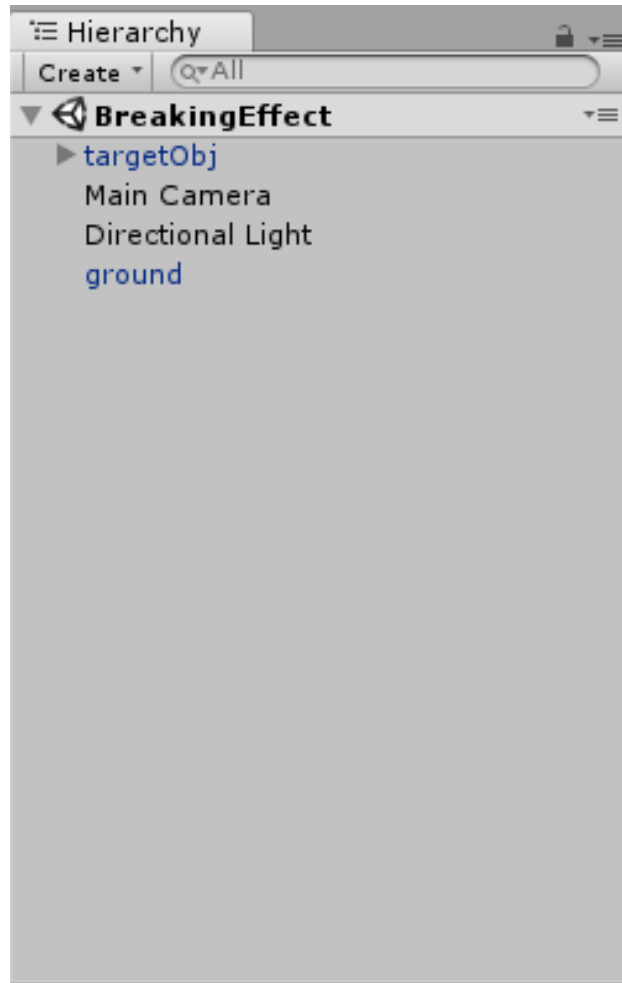 Hierarchy
Create All
BreakingEffect
targetObj
Main Camera
Directional Light
ground